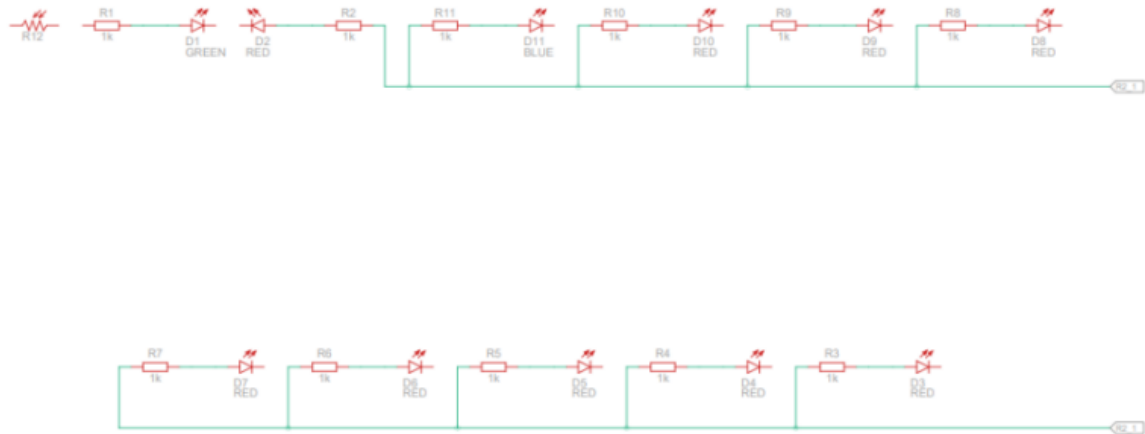 R1
R2
R11
R10
R9
R8
R12
1k
D1
GREEN
D2
RED
1k
1k
D11
BLUE
1k
D10
RED
1k
D9
RED
1k
D8
RED
R2_1
R7
R6
R5
R4
R3
1k
D7
RED
1k
D6
RED
1k
D5
RED
1k
D4
RED
1k
D3
RED
R2_1